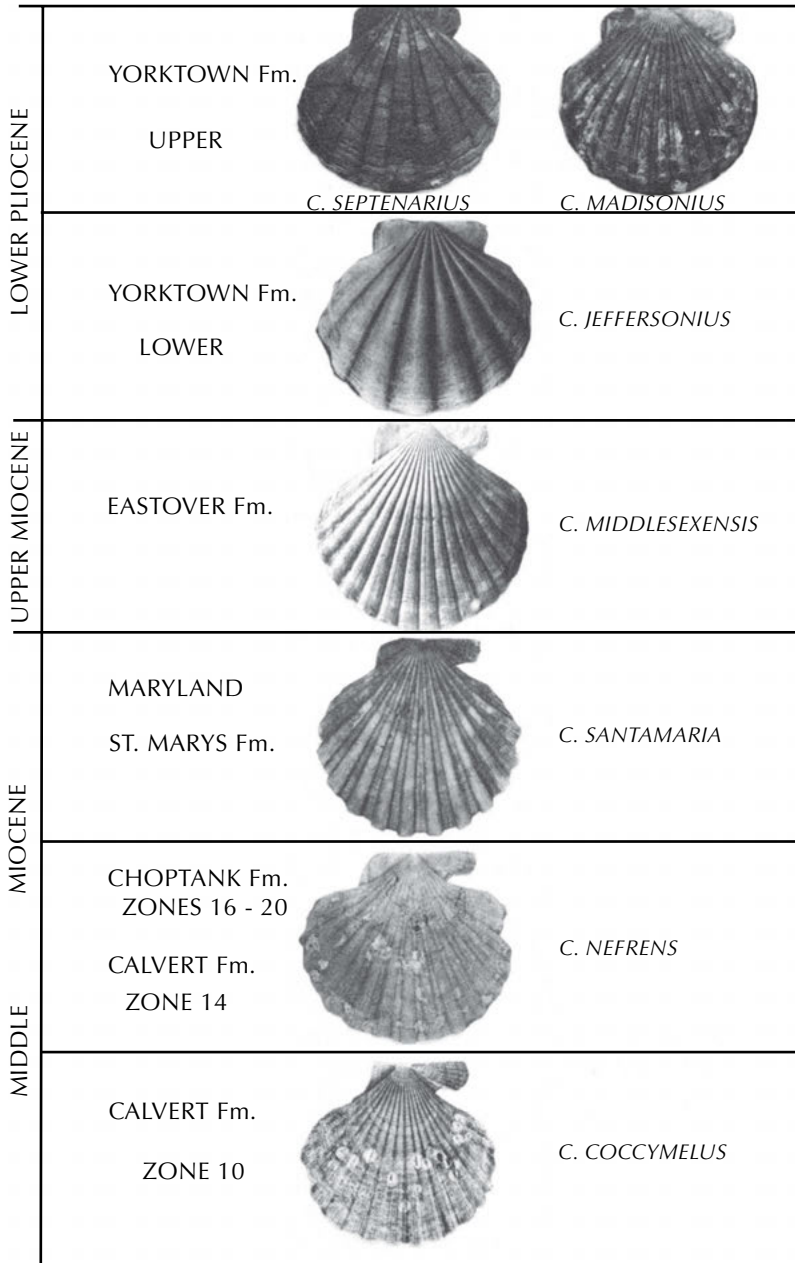 LOWER PLIOCENE
YORKTOWN Fm.
UPPER
C. SEPTENARIUS
C. MADISONIUS
YORKTOWN Fm.
LOWER
C. JEFFERSONIUS
UPPER MIOCENE
EASTOVER Fm.
C. MIDDLESEXENSIS
MIDDLE MIOCENE
MARYLAND
ST. MARYS Fm.
C. SANTAMARIA
CHOPTANK Fm.
ZONES 16 - 20
CALVERT Fm.
ZONE 14
C. NEFRENS
CALVERT Fm.
ZONE 10
C. COCCYMELUS